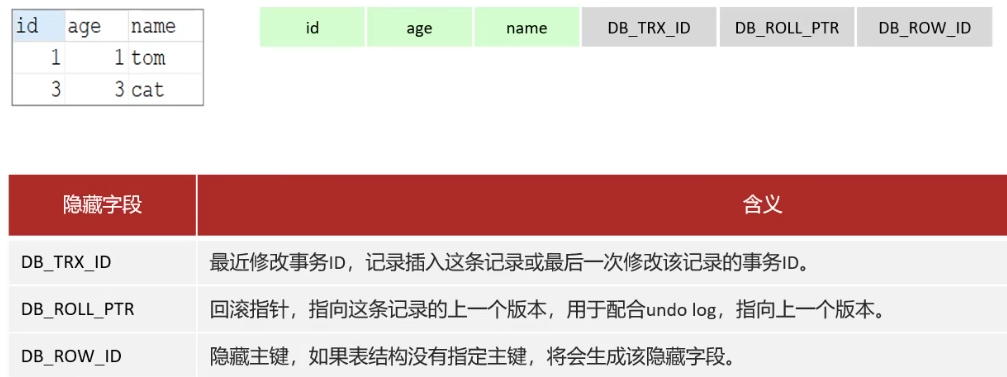 id age name
1 1 tom
3 3 cat
id age name DB_TRX_ID DB_ROLL_PTR DB_ROW_ID
隐藏字段 含义
DB_TRX_ID 最近修改事务ID，记录插入这条记录或最后一次修改该记录的事务ID。
DB_ROLL_PTR 回滚指针，指向这条记录的上一个版本，用于配合undo log，指向上一个版本。
DB_ROW_ID 隐藏主键，如果表结构没有指定主键，将会生成该隐藏字段。